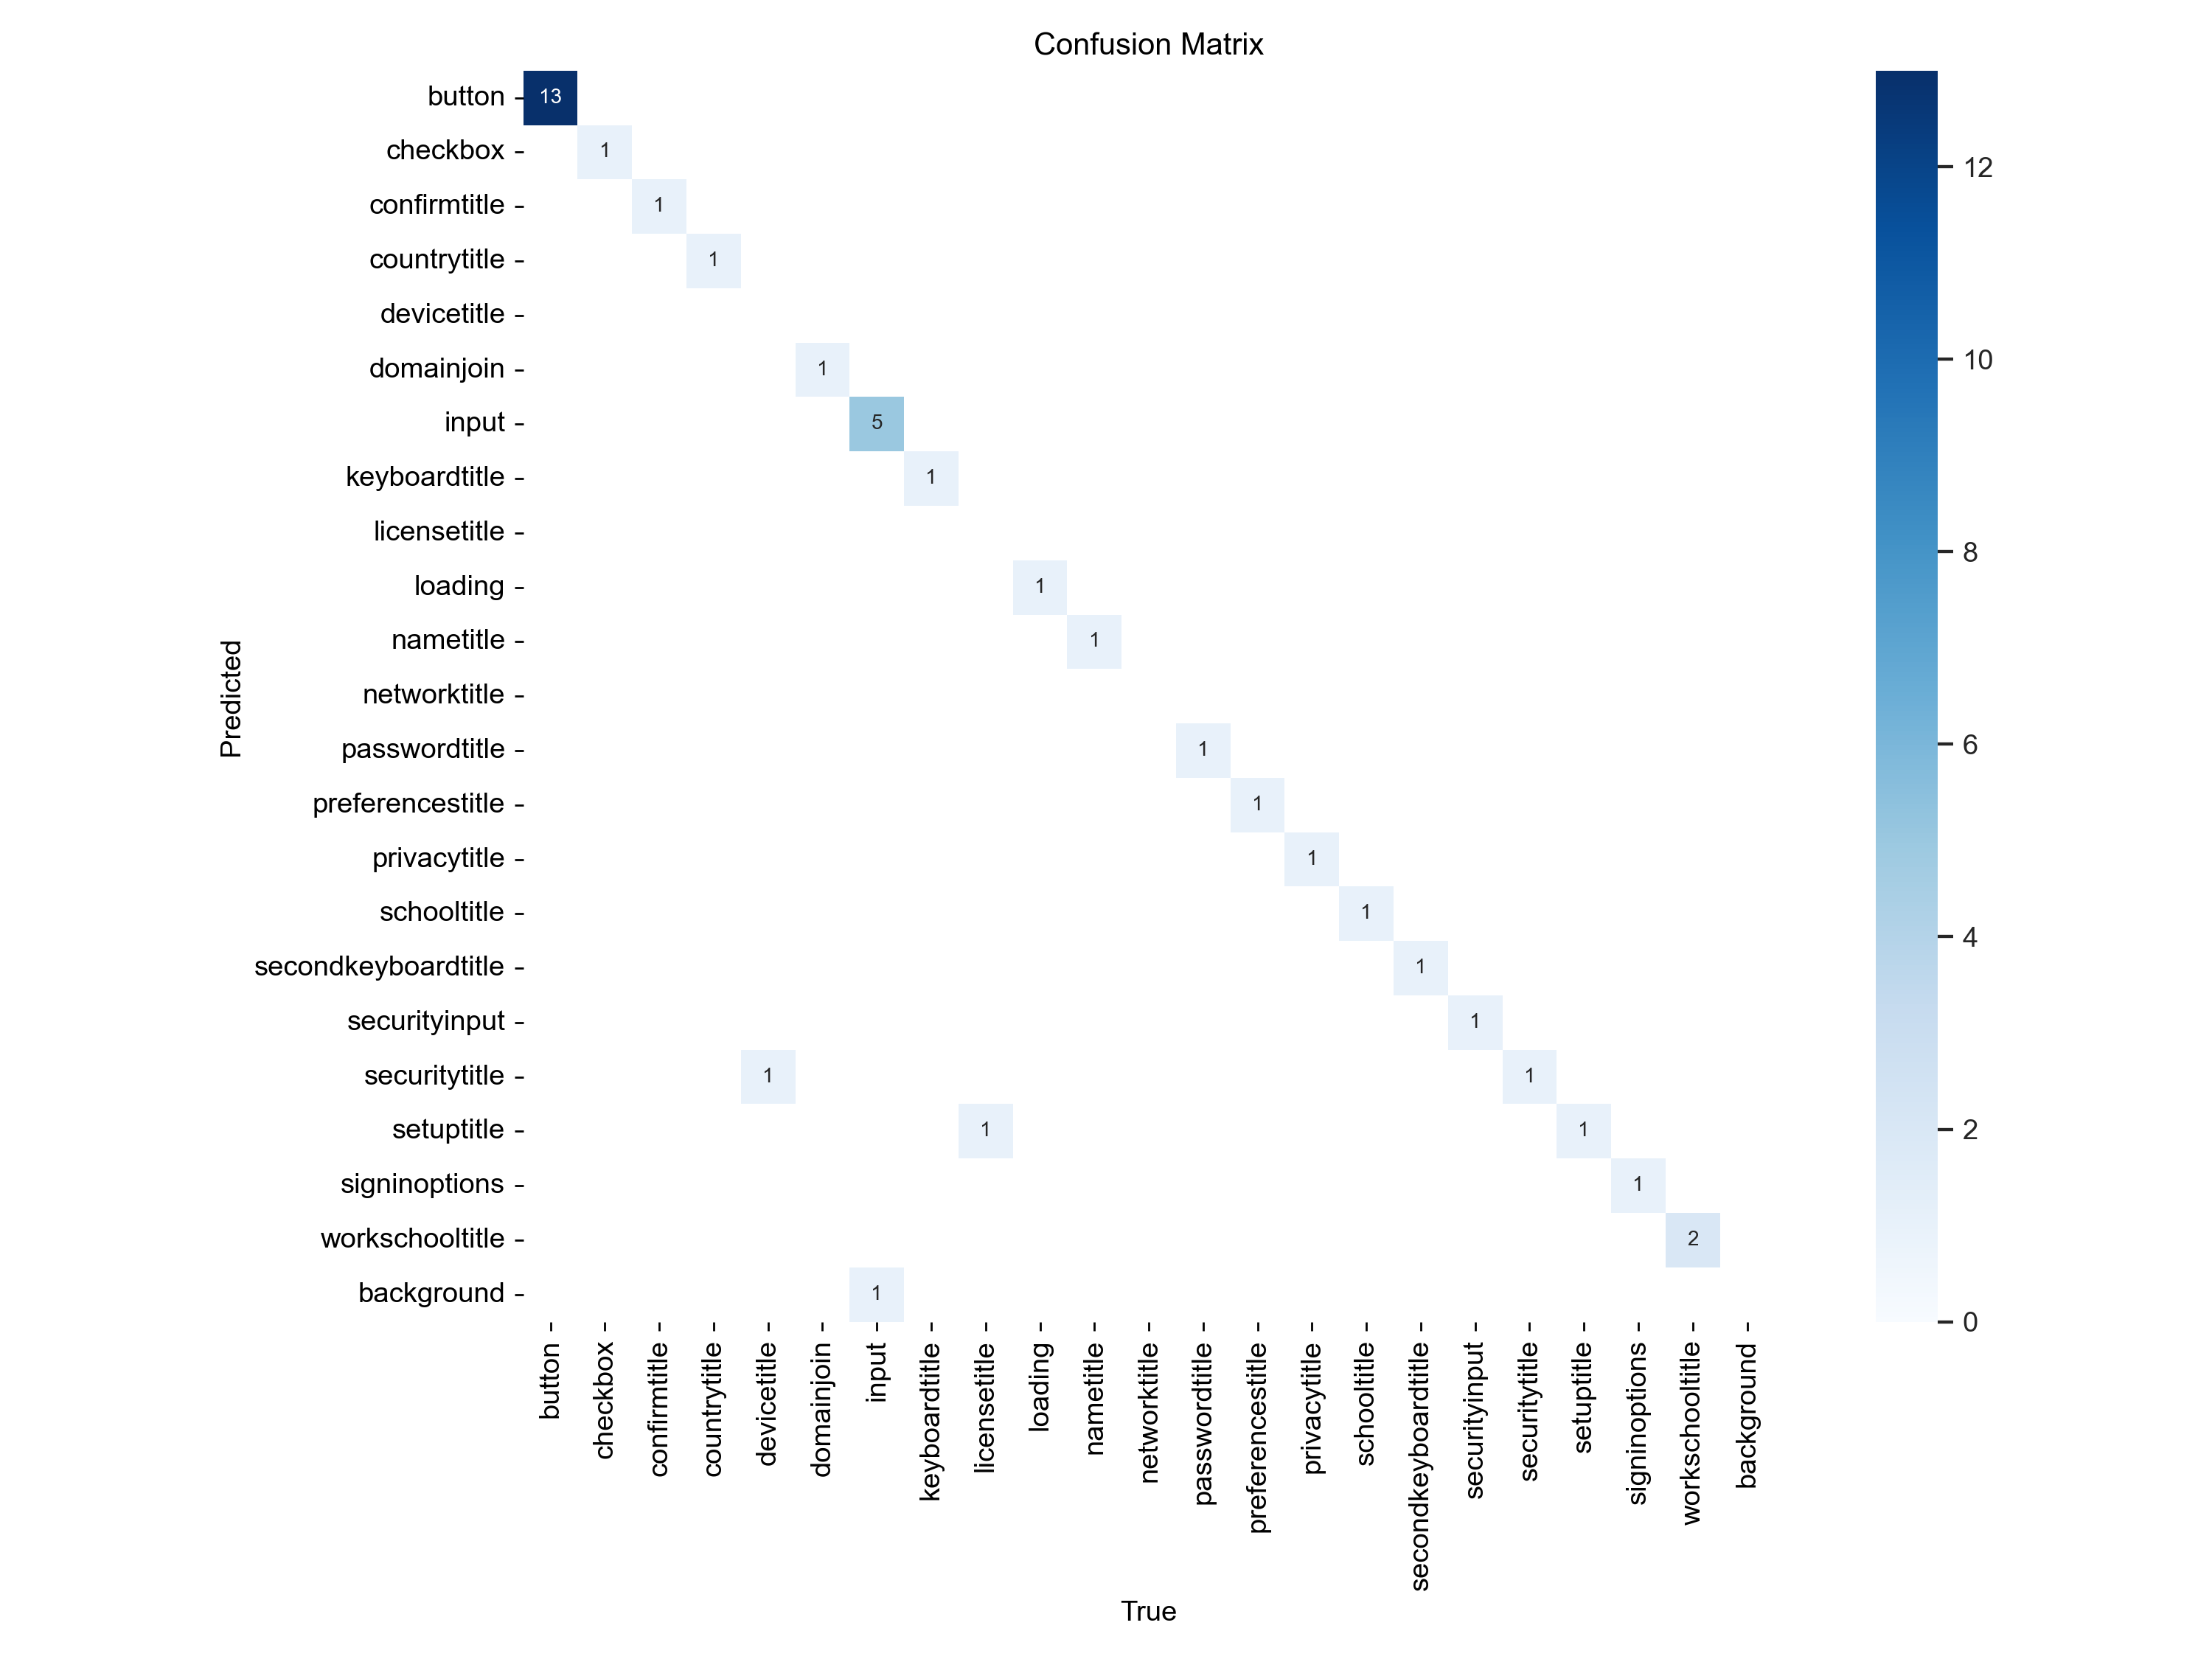 Confusion Matrix
button 13
checkbox 1
confirmtitle 1
countrytitle 1
devicetitle
domainjoin 1
input 5
keyboardtitle 1
licensetitle
loading 1
nametitle 1
networktitle
passwordtitle 1
preferencestitle 1
privacytitle 1
schooltitle 1
secondkeyboardtitle 1
securityinput 1
securitytitle 1 1
setuptitle 1 1
signinoptions 1
workschooltitle 2
background 1
Predicted
button
checkbox
confirmtitle
countrytitle
devicetitle
domainjoin
input
keyboardtitle
licensetitle
loading
nametitle
networktitle
passwordtitle
preferencestitle
privacytitle
schooltitle
secondkeyboardtitle
securityinput
securitytitle
setuptitle
signinoptions
workschooltitle
background
True
12
10
8
6
4
2
0